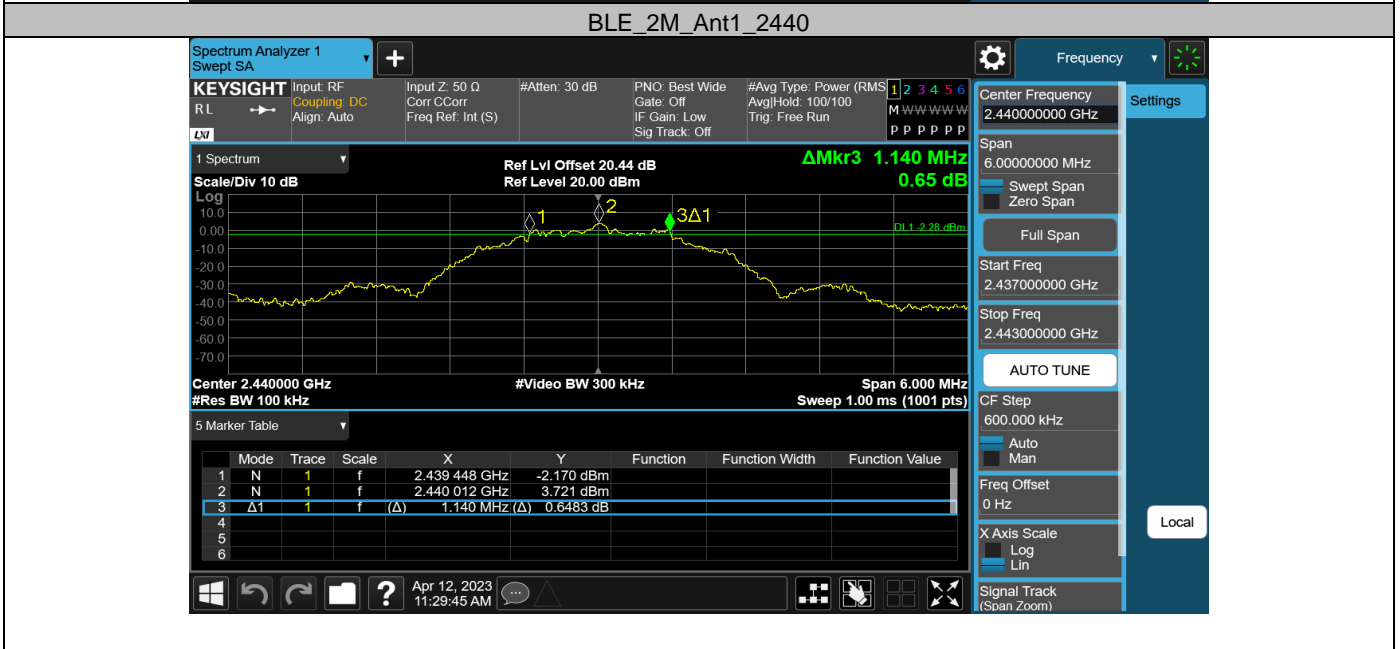 BLE_2M_Ant1_2440
Spectrum Analyzer 1
Swept SA
+
Frequency
KEYSIGHT
RL
LXI
Input: RF
Coupling: DC
Align: Auto
Input Z: 50 Ω
Corr CCorr
Freq Ref: Int (S)
#Atten: 30 dB
PNO: Best Wide
Gate: Off
IF Gain: Low
Sig Track: Off
#Avg Type: Power (RMS
Avg|Hold: 100/100
Trig: Free Run
1 2 3 4 5 6
M W W W W W
P P P P P P
1 Spectrum
Scale/Div 10 dB
Ref Lvl Offset 20.44 dB
Ref Level 20.00 dBm
ΔMkr3 1.140 MHz
0.65 dB
Log
10.0
0.00
-10.0
-20.0
-30.0
-40.0
-50.0
-60.0
-70.0
1
2
3Δ1
DL1 -2.28 dBm
Center 2.440000 GHz
#Video BW 300 kHz
Span 6.000 MHz
#Res BW 100 kHz
Sweep 1.00 ms (1001 pts)
5 Marker Table
Mode Trace Scale X Y Function Function Width Function Value
1 N 1 f 2.439 448 GHz -2.170 dBm
2 N 1 f 2.440 012 GHz 3.721 dBm
3 Δ1 1 f (Δ) 1.140 MHz (Δ) 0.6483 dB
4
5
6
?
Apr 12, 2023
11:29:45 AM
Center Frequency
2.440000000 GHz
Span
6.00000000 MHz
Swept Span
Zero Span
Full Span
Start Freq
2.437000000 GHz
Stop Freq
2.443000000 GHz
AUTO TUNE
CF Step
600.000 kHz
Auto
Man
Freq Offset
0 Hz
X Axis Scale
Log
Lin
Signal Track
(Span Zoom)
Settings
Local